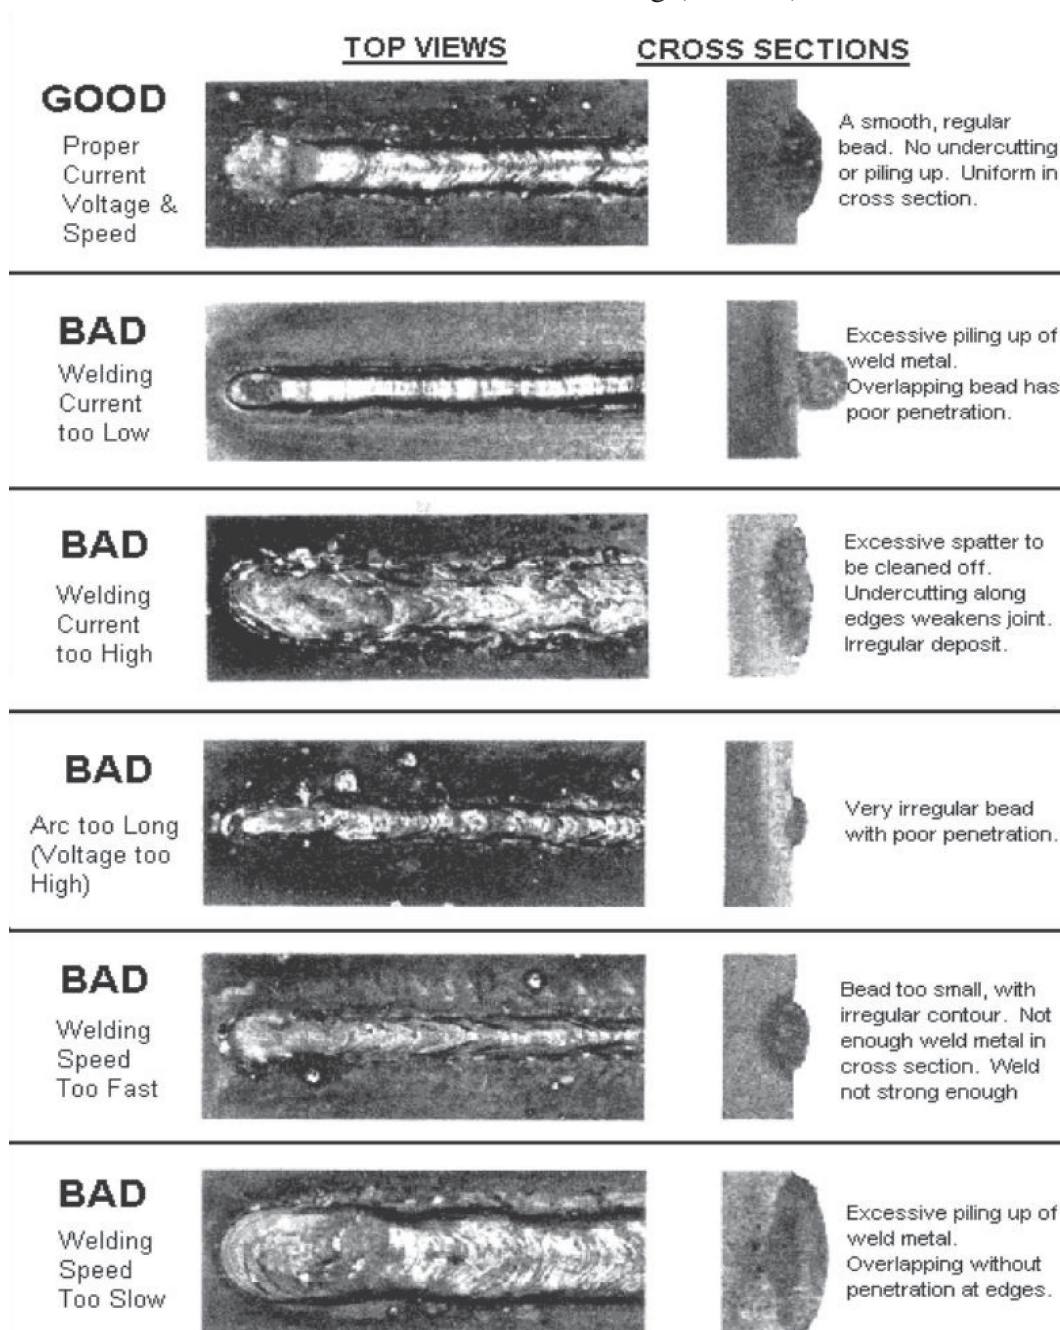 TOP VIEWS
CROSS SECTIONS
GOOD
Proper
Current
Voltage &
Speed
A smooth, regular
bead. No undercutting
or piling up. Uniform in
cross section.
BAD
Welding
Current
too Low
Excessive piling up of
weld metal.
Overlapping bead has
poor penetration.
BAD
Welding
Current
too High
Excessive spatter to
be cleaned off.
Undercutting along
edges weakens joint.
Irregular deposit.
BAD
Arc too Long
(Voltage too
High)
Very irregular bead
with poor penetration.
BAD
Welding
Speed
Too Fast
Bead too small, with
irregular contour. Not
enough weld metal in
cross section. Weld
not strong enough
BAD
Welding
Speed
Too Slow
Excessive piling up of
weld metal.
Overlapping without
penetration at edges.